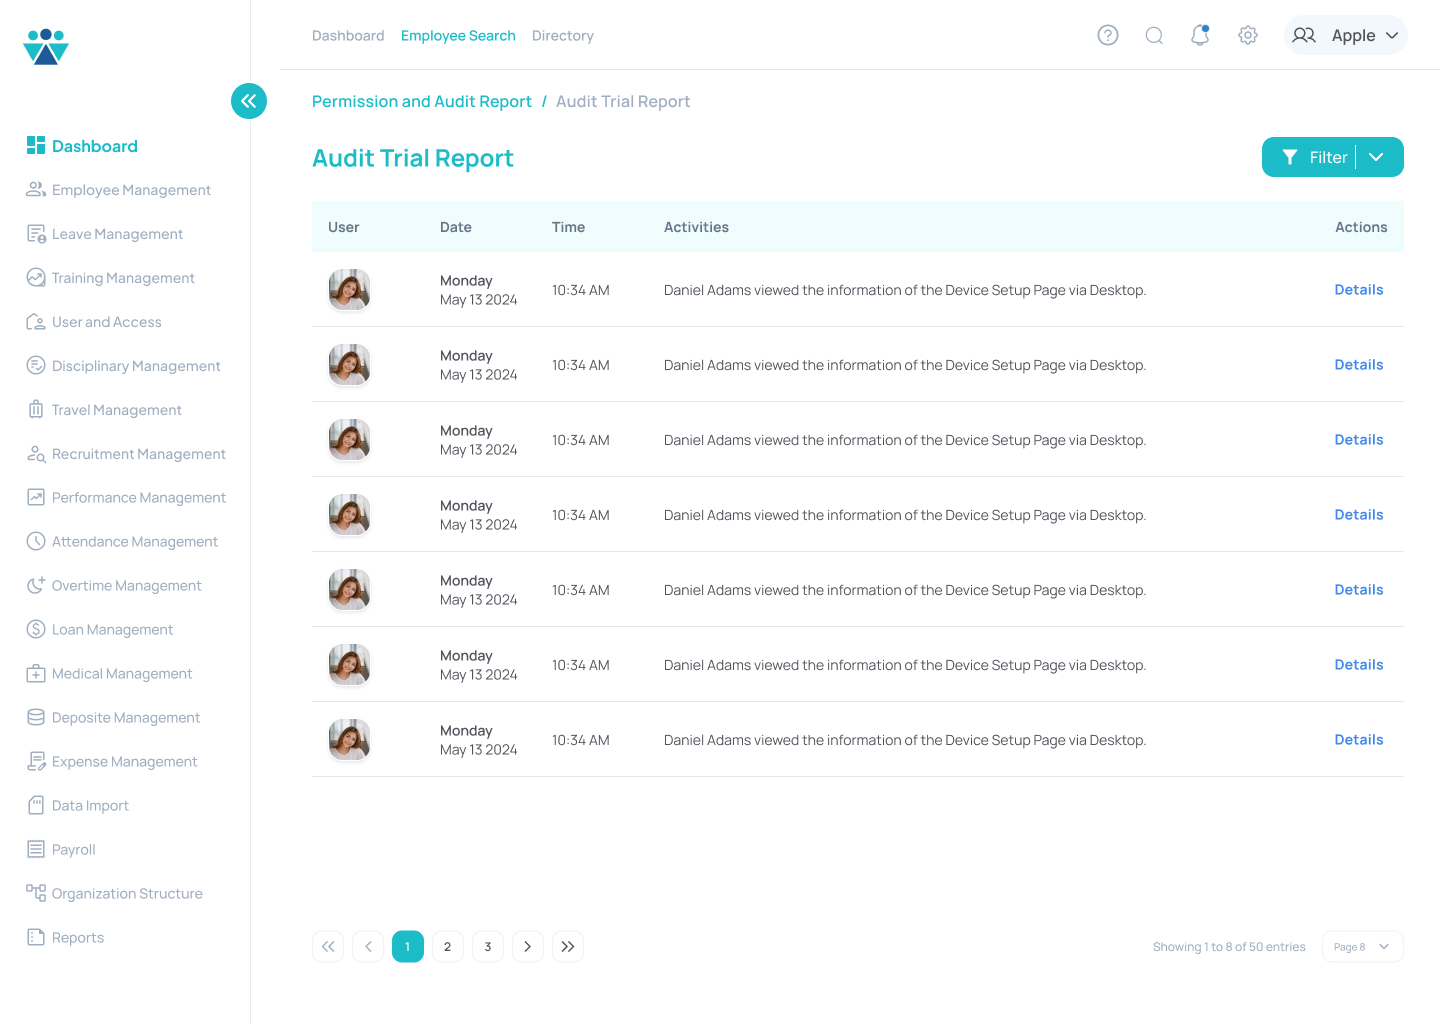 Dashboard
Employee Search
Directory
Apple
Dashboard
Employee Management
Leave Management
Training Management
User and Access
Disciplinary Management
Travel Management
Recruitment Management
Performance Management
Attendance Management
Overtime Management
Loan Management
Medical Management
Deposite Management
Expense Management
Data Import
Payroll
Organization Structure
Reports
Permission and Audit Report / Audit Trial Report
Audit Trial Report
Filter
User Date Time Activities Actions
Monday
May 13 2024
10:34 AM
Daniel Adams viewed the information of the Device Setup Page via Desktop.
Details
Monday
May 13 2024
10:34 AM
Daniel Adams viewed the information of the Device Setup Page via Desktop.
Details
Monday
May 13 2024
10:34 AM
Daniel Adams viewed the information of the Device Setup Page via Desktop.
Details
Monday
May 13 2024
10:34 AM
Daniel Adams viewed the information of the Device Setup Page via Desktop.
Details
Monday
May 13 2024
10:34 AM
Daniel Adams viewed the information of the Device Setup Page via Desktop.
Details
Monday
May 13 2024
10:34 AM
Daniel Adams viewed the information of the Device Setup Page via Desktop.
Details
Monday
May 13 2024
10:34 AM
Daniel Adams viewed the information of the Device Setup Page via Desktop.
Details
1 2 3
Showing 1 to 8 of 50 entries
Page 8